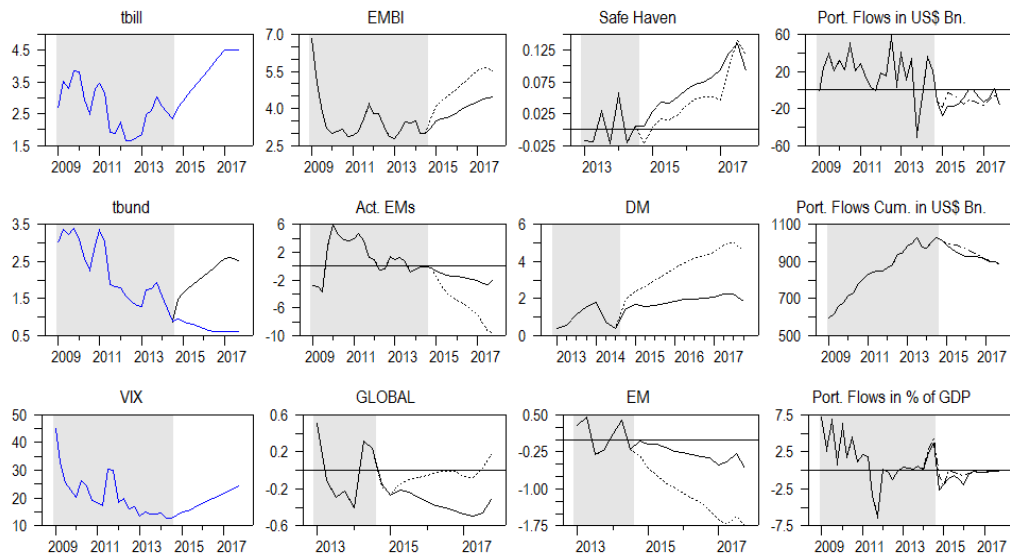 tbill
4.5
3.5
2.5
1.5
2009 2011 2013 2015 2017
EMBI
7.0
5.5
4.0
2.5
2009 2011 2013 2015 2017
Safe Haven
0.125
0.075
0.025
-0.025
2013 2015 2017
Port. Flows in US$ Bn.
60
20
-20
-60
2009 2011 2013 2015 2017
tbund
3.5
2.5
1.5
0.5
2009 2011 2013 2015 2017
Act. EMs
6
2
-2
-6
-10
2009 2011 2013 2015 2017
DM
6
4
2
0
2013 2014 2015 2016 2017
Port. Flows Cum. in US$ Bn.
1100
900
700
500
2009 2011 2013 2015 2017
VIX
50
40
30
20
10
2009 2011 2013 2015 2017
GLOBAL
0.6
0.2
-0.2
-0.6
2013 2015 2017
EM
0.50
-0.25
-1.00
-1.75
2013 2015 2017
Port. Flows in % of GDP
7.5
2.5
-2.5
-7.5
2009 2011 2013 2015 2017